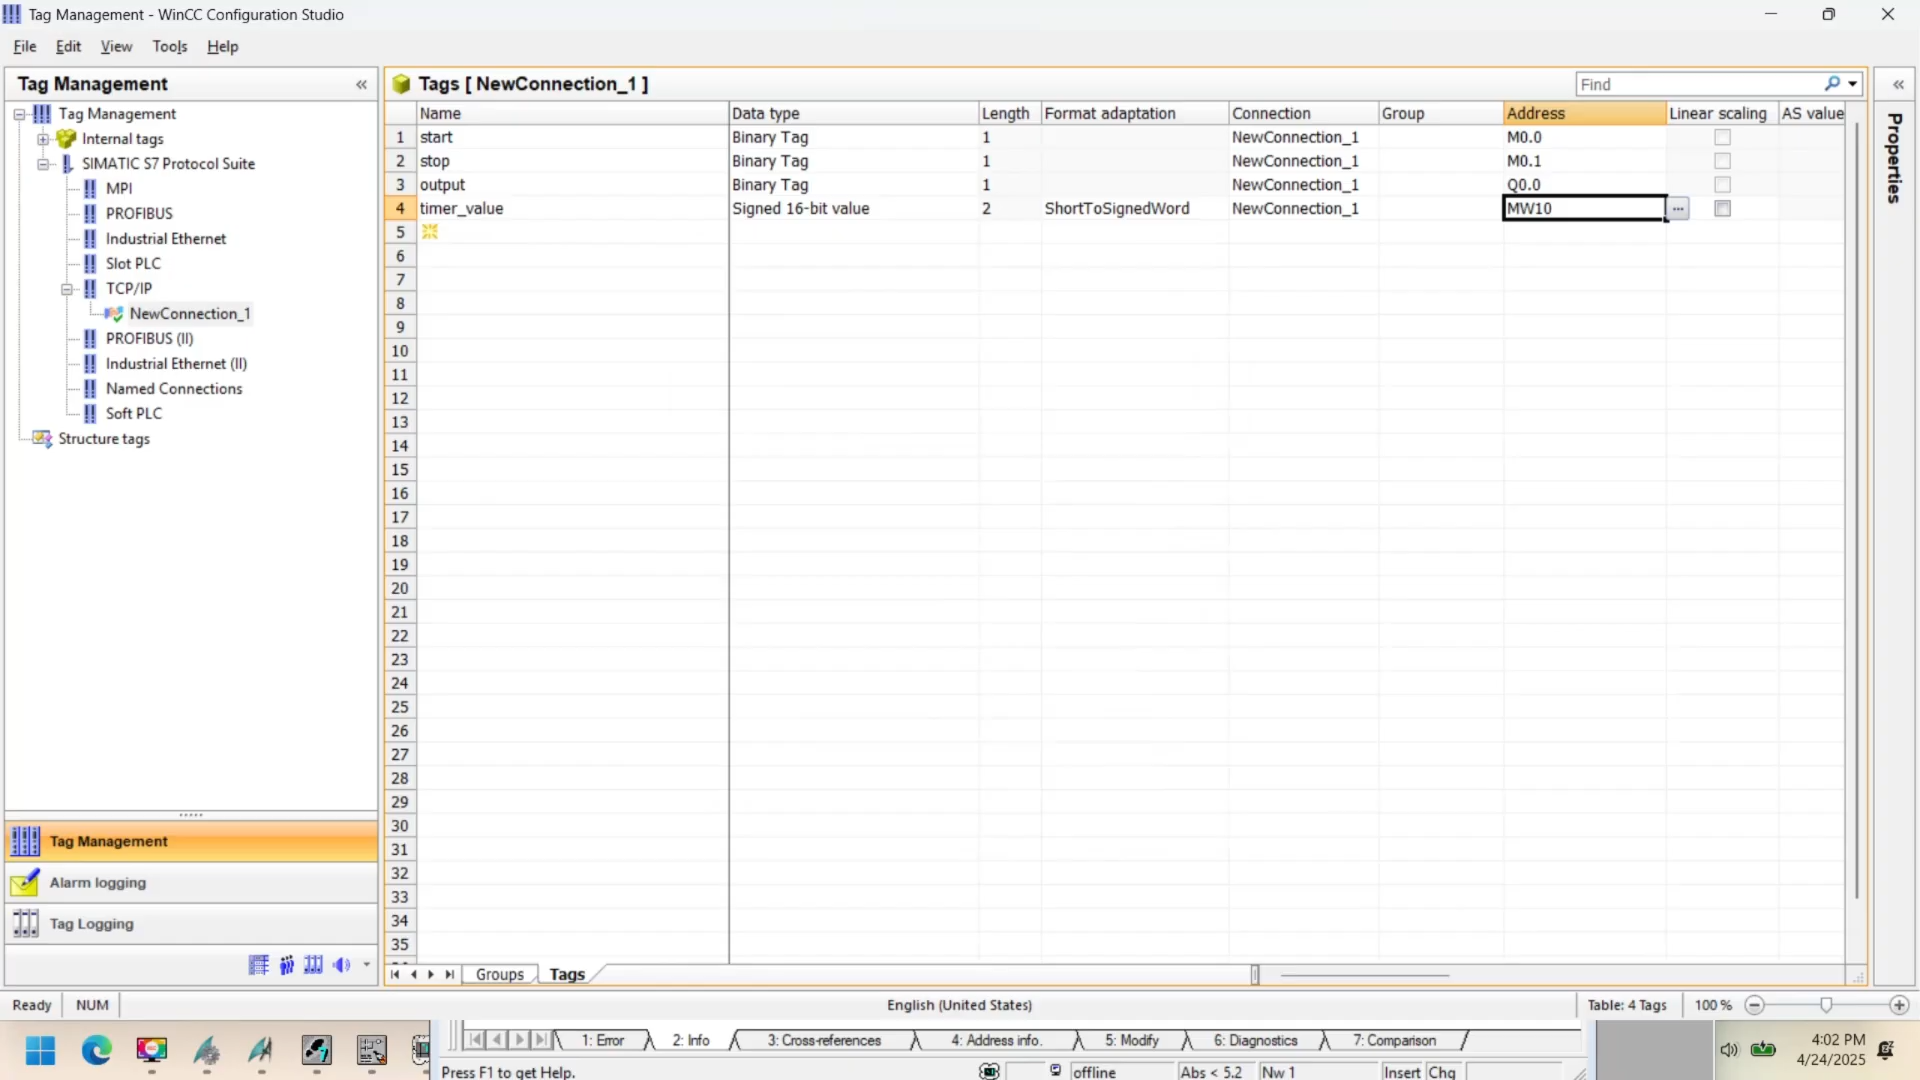 Tag Management - WinCC Configuration Studio
File Edit View Tools Help
Tag Management «
Tag Management
Internal tags
SIMATIC S7 Protocol Suite
MPI
PROFIBUS
Industrial Ethernet
Slot PLC
TCP/IP
NewConnection_1
PROFIBUS (II)
Industrial Ethernet (II)
Named Connections
Soft PLC
Structure tags
Tag Management
Alarm logging
Tag Logging
Tags [ NewConnection_1 ]
Find
«
Properties
Name Data type Length Format adaptation Connection Group Address Linear scaling AS value
1 start Binary Tag 1 NewConnection_1 M0.0
2 stop Binary Tag 1 NewConnection_1 M0.1
3 output Binary Tag 1 NewConnection_1 Q0.0
4 timer_value Signed 16-bit value 2 ShortToSignedWord NewConnection_1 MW10 ...
5
6
7
8
9
10
11
12
13
14
15
16
17
18
19
20
21
22
23
24
25
26
27
28
29
30
31
32
33
34
35
Groups Tags
Ready NUM English (United States) Table: 4 Tags 100 %
1: Error 2: Info 3: Cross-references 4: Address info. 5: Modify 6: Diagnostics 7: Comparison
Press F1 to get Help. offline Abs < 5.2 Nw 1 Insert Chg
4:02 PM
4/24/2025